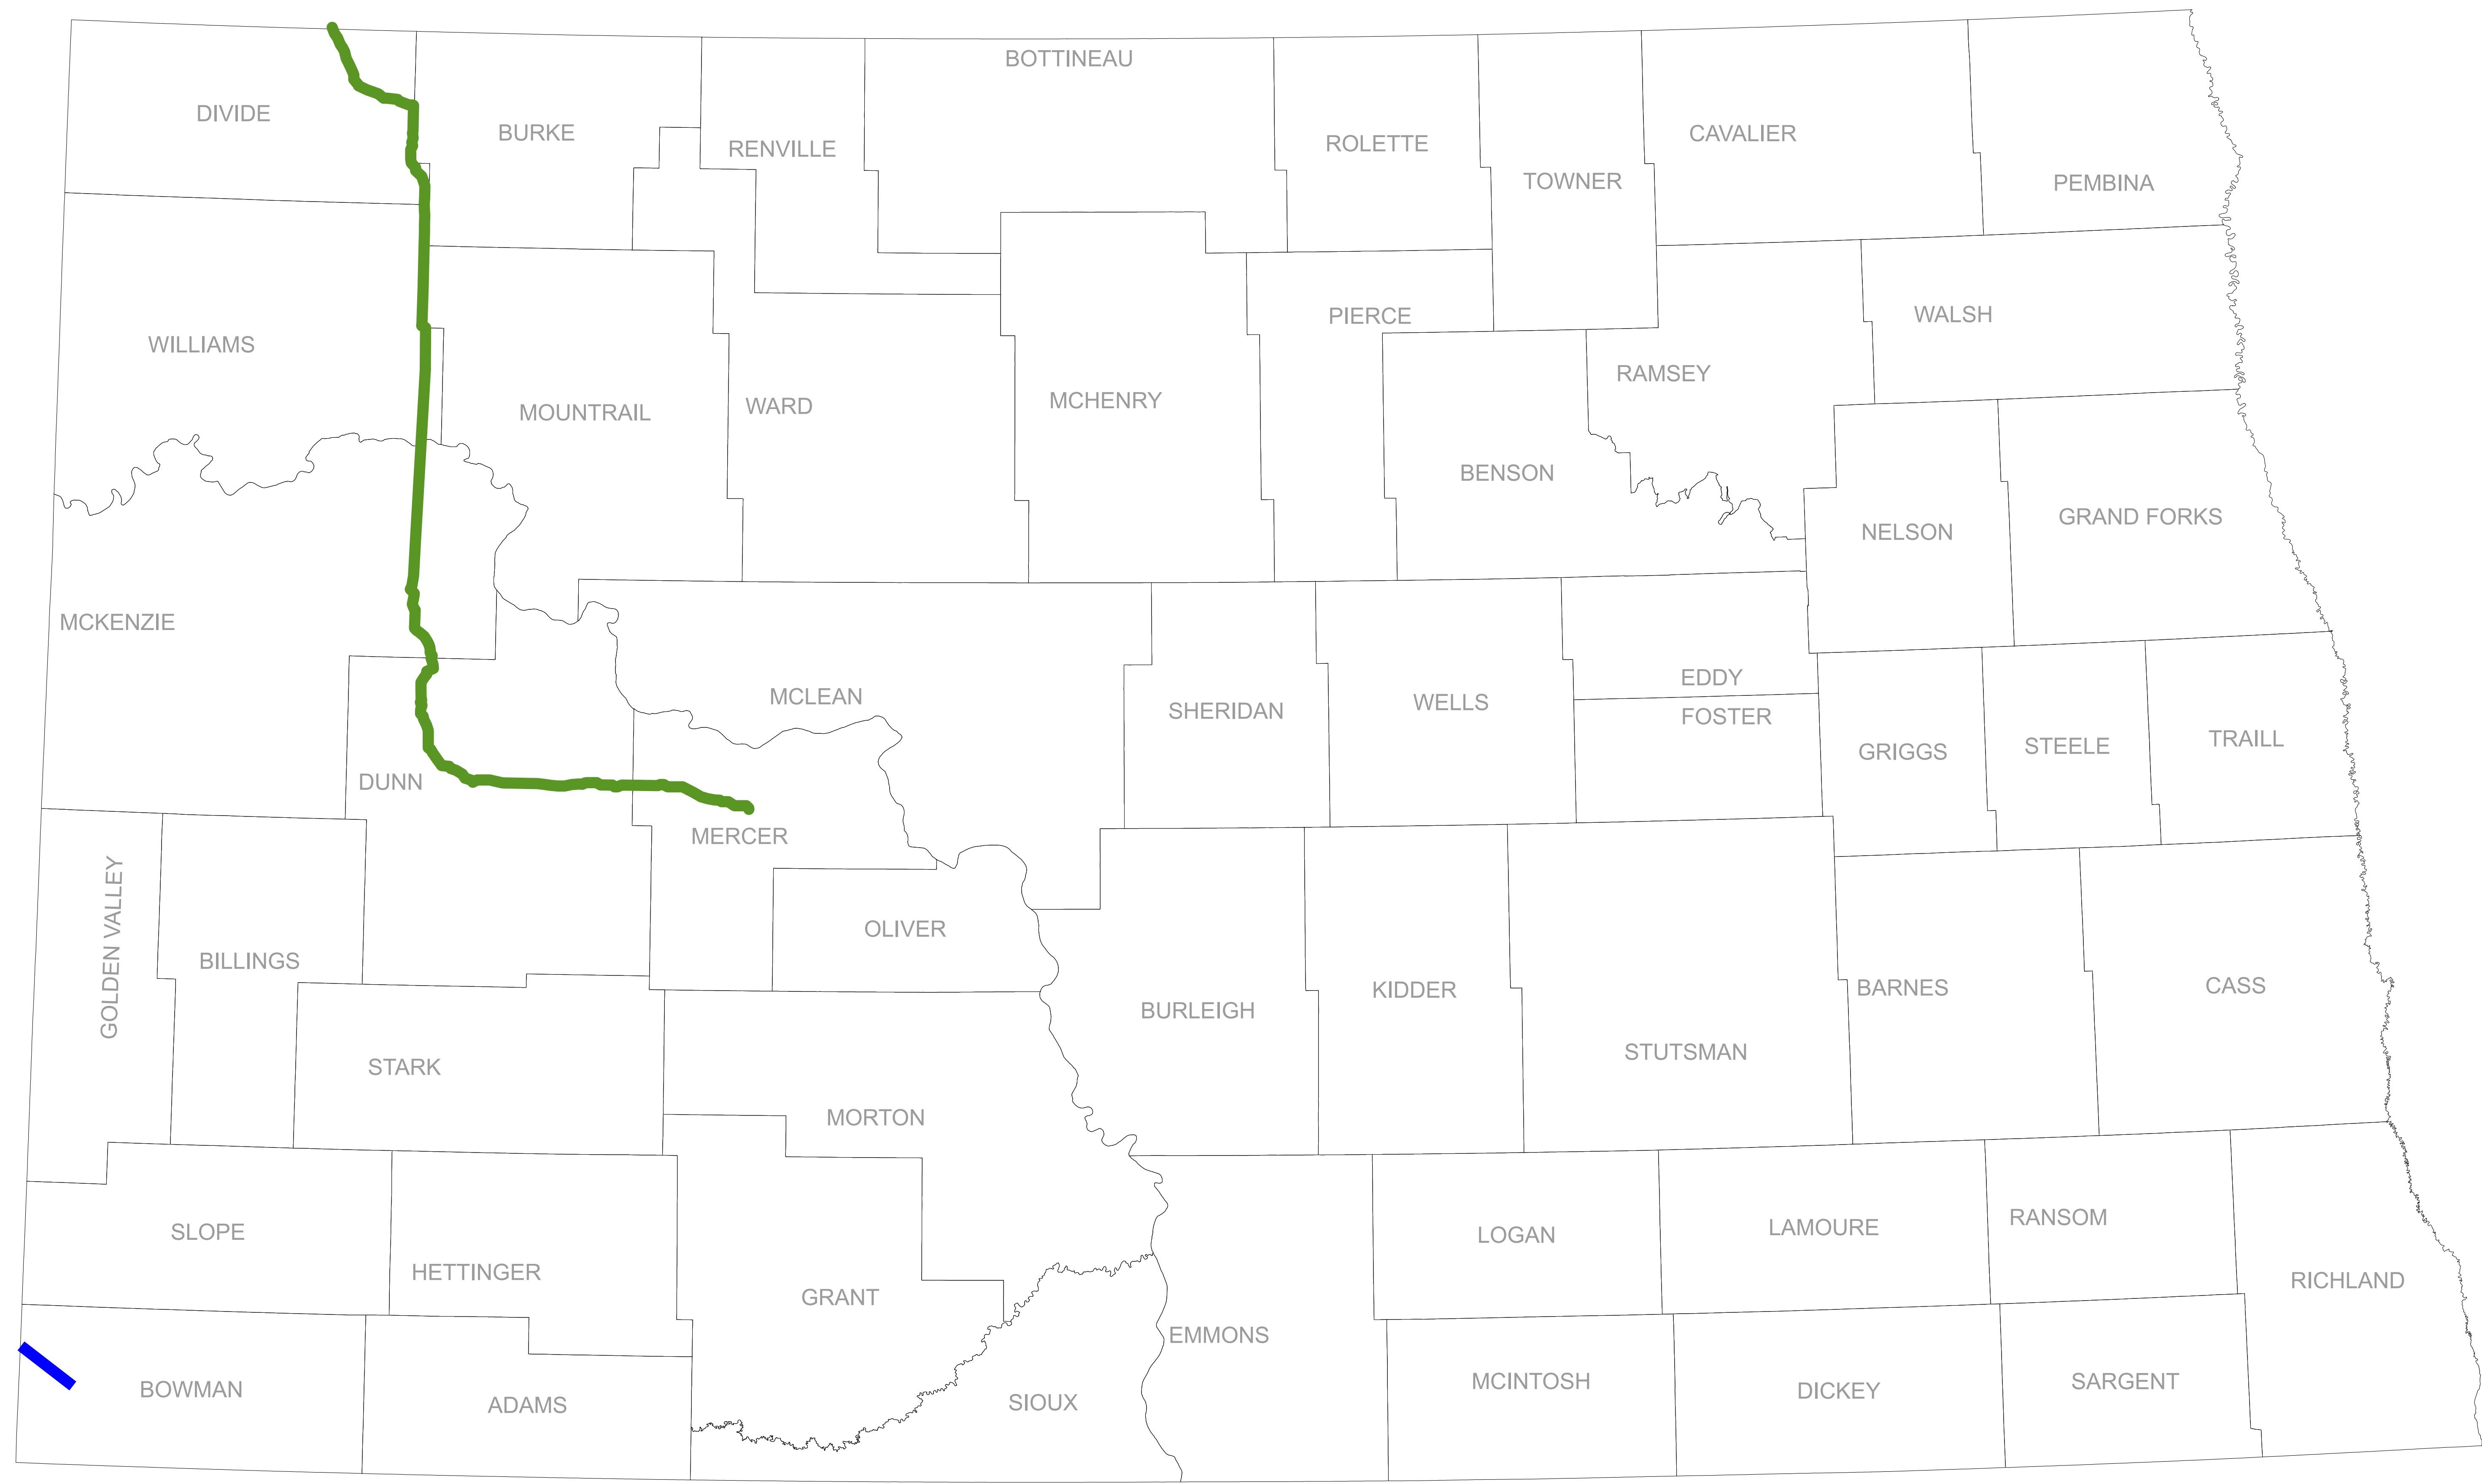 BOTTINEAU
DIVIDE
BURKE
RENVILLE
ROLETTE
CAVALIER
TOWNER
PEMBINA
WILLIAMS
PIERCE
WALSH
MOUNTRAIL
WARD
MCHENRY
RAMSEY
BENSON
NELSON
GRAND FORKS
MCKENZIE
MCLEAN
SHERIDAN
WELLS
EDDY
FOSTER
GRIGGS
STEELE
TRAILL
DUNN
MERCER
GOLDEN VALLEY
BILLINGS
OLIVER
BURLEIGH
KIDDER
BARNES
CASS
STARK
STUTSMAN
MORTON
SLOPE
HETTINGER
GRANT
LOGAN
LAMOURE
RANSOM
RICHLAND
EMMONS
BOWMAN
ADAMS
SIOUX
MCINTOSH
DICKEY
SARGENT